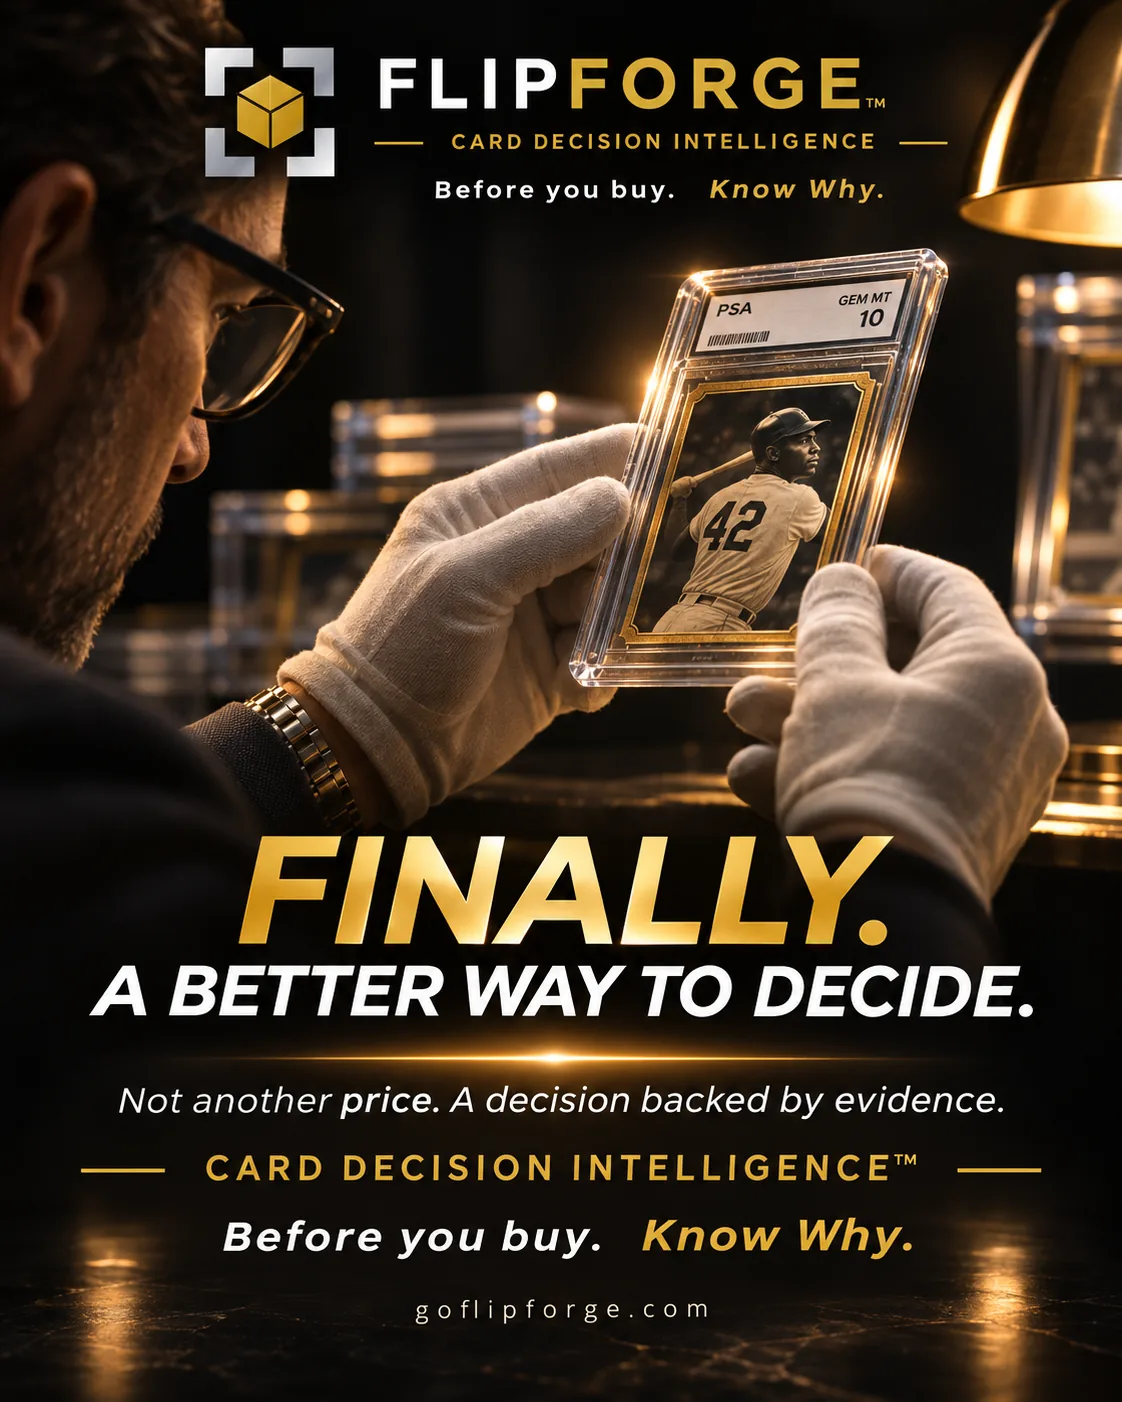 FLIPFORGE™
CARD DECISION INTELLIGENCE
Before you buy. Know Why.
PSA GEM MT
10
42
FINALLY.
A BETTER WAY TO DECIDE.
Not another price. A decision backed by evidence.
CARD DECISION INTELLIGENCE™
Before you buy. Know Why.
goflipforge.com